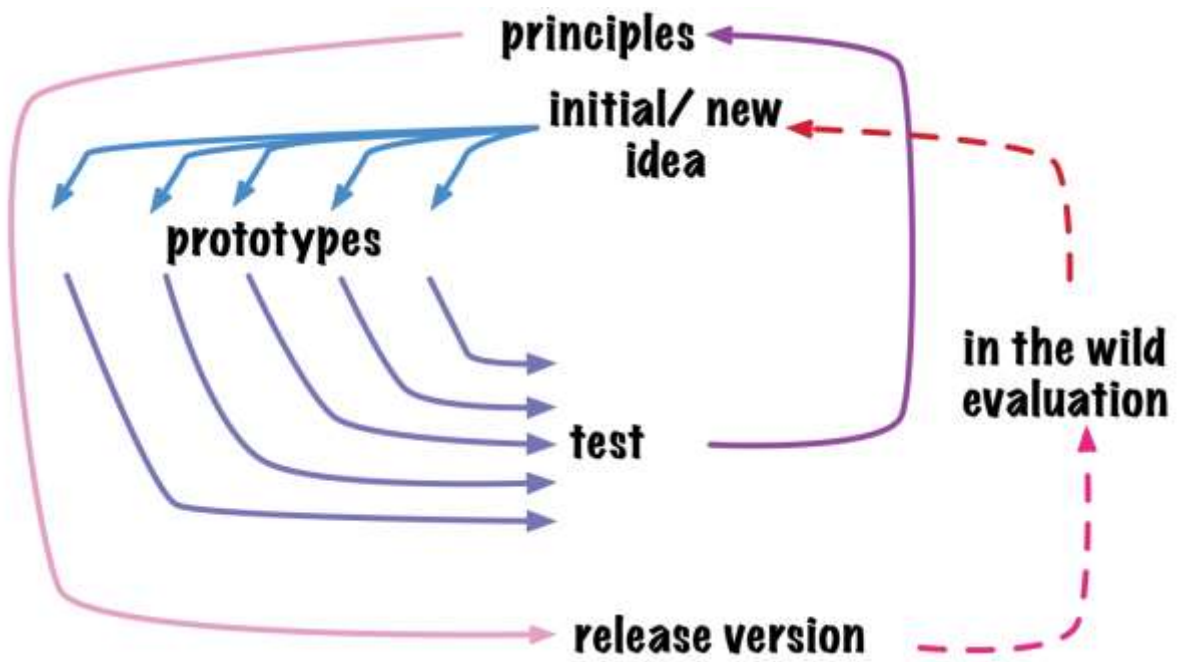 principles
initial/ new
idea
prototypes
in the wild
evaluation
test
release version